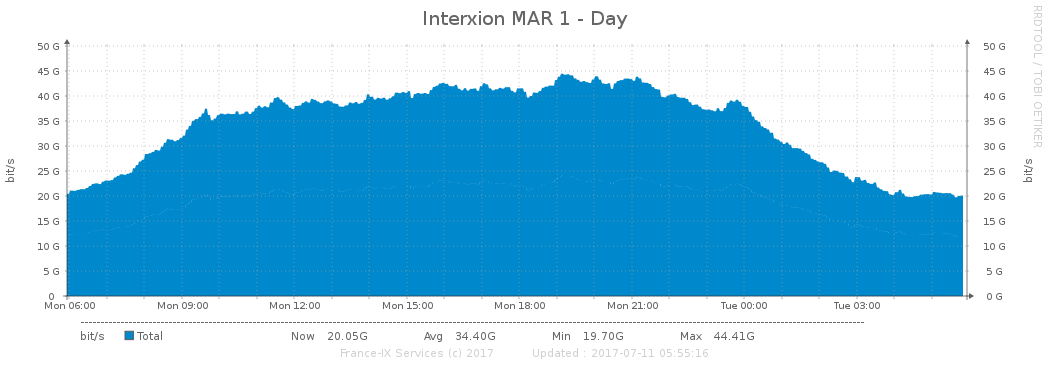 Interxion MAR 1 - Day
RRDTOOL / TOBI OETIKER
bit/s
50 G 50 G
45 G 45 G
40 G 40 G
35 G 35 G
30 G 30 G
25 G 25 G
20 G 20 G
15 G 15 G
10 G 10 G
5 G 5 G
0 0 G
bit/s
Mon 06:00 Mon 09:00 Mon 12:00 Mon 15:00 Mon 18:00 Mon 21:00 Tue 00:00 Tue 03:00
bit/s Total Now 20.05G Avg 34.40G Min 19.70G Max 44.41G
France-IX Services (c) 2017 Updated : 2017-07-11 05:55:16